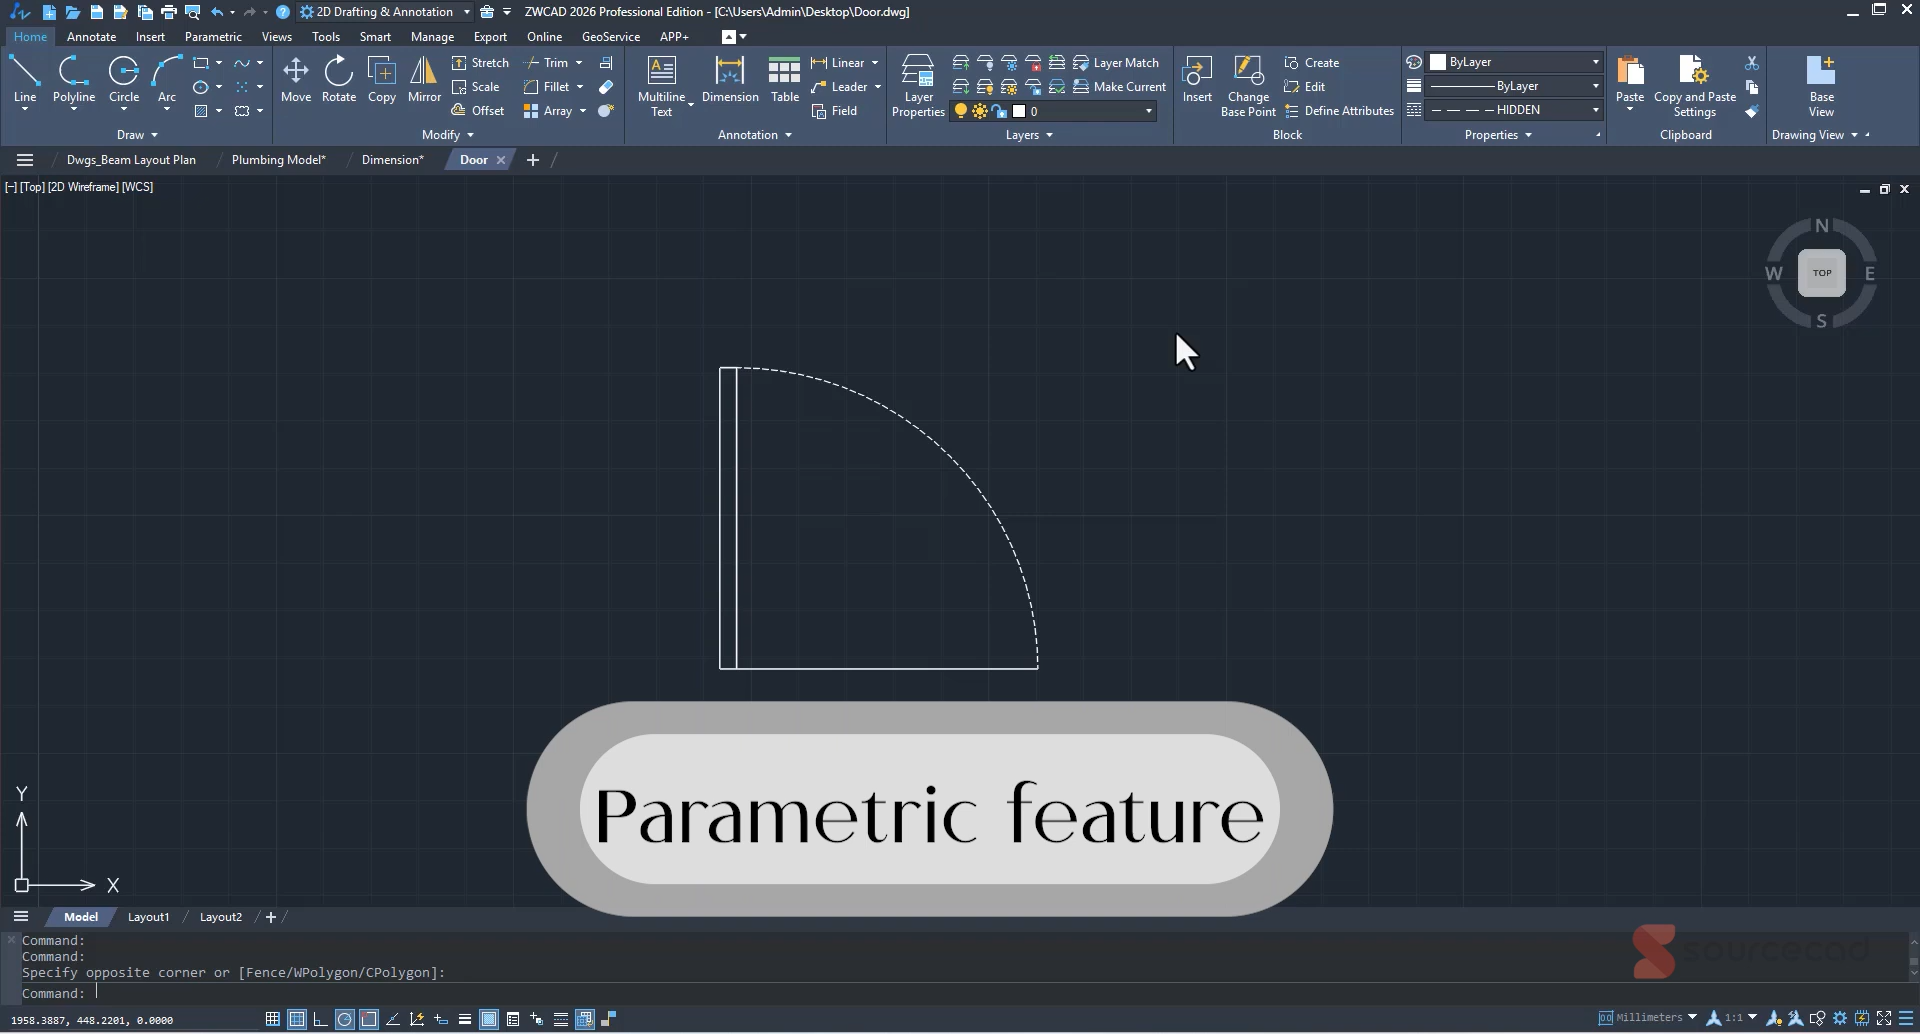 2D Drafting & Annotation
ZWCAD 2026 Professional Edition - [C:\Users\Admin\Desktop\Door.dwg]
Home Annotate Insert Parametric Views Tools Smart Manage Export Online GeoService APP+
Line Polyline Circle Arc
Draw
Move Rotate Copy Mirror
Stretch Trim
Scale Fillet
Offset Array
Modify
Multiline Text Dimension Table
Linear
Leader
Field
Annotation
Layer Properties
Layer Match
Make Current
0
Layers
Insert Change Base Point
Create
Edit
Define Attributes
Block
ByLayer
ByLayer
HIDDEN
Properties
Paste Copy and Paste Settings
Clipboard
Base View
Drawing View
Dwgs_Beam Layout Plan Plumbing Model* Dimension* Door
[-] [Top] [2D Wireframe] [WCS]
N
W TOP E
S
Parametric feature
Y
X
Model Layout1 Layout2
Command:
Command:
Specify opposite corner or [Fence/WPolygon/CPolygon]:
Command:
sourcecad
1958.3887, 448.2201, 0.0000
Millimeters 1:1